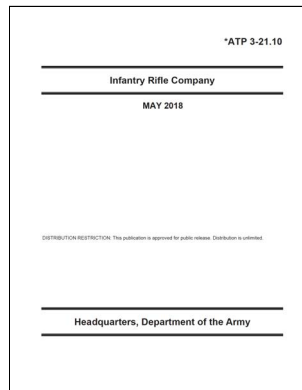 *ATP 3-21.10
Infantry Rifle Company
MAY 2018
DISTRIBUTION RESTRICTION: This publication is approved for public release. Distribution is unlimited.
Headquarters, Department of the Army